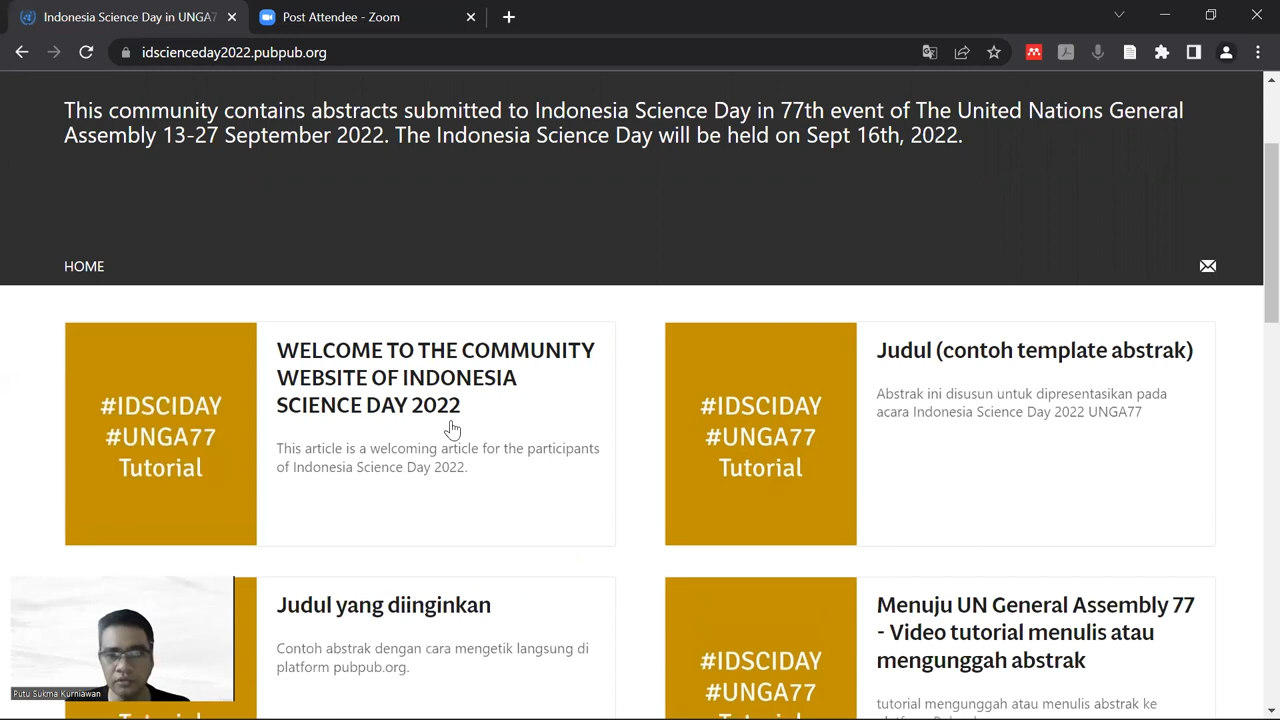 Indonesia Science Day in UNGA7
Post Attendee - Zoom
idscienceday2022.pubpub.org
This community contains abstracts submitted to Indonesia Science Day in 77th event of The United Nations General
Assembly 13-27 September 2022. The Indonesia Science Day will be held on Sept 16th, 2022.
HOME
#IDSCIDAY
#UNGA77
Tutorial
WELCOME TO THE COMMUNITY
WEBSITE OF INDONESIA
SCIENCE DAY 2022
This article is a welcoming article for the participants
of Indonesia Science Day 2022.
#IDSCIDAY
#UNGA77
Tutorial
Judul (contoh template abstrak)
Abstrak ini disusun untuk dipresentasikan pada
acara Indonesia Science Day 2022 UNGA77
Judul yang diinginkan
Contoh abstrak dengan cara mengetik langsung di
platform pubpub.org.
Putu Sukma Kurniawan
#IDSCIDAY
#UNGA77
Menuju UN General Assembly 77
- Video tutorial menulis atau
mengunggah abstrak
tutorial mengunggah atau menulis abstrak ke